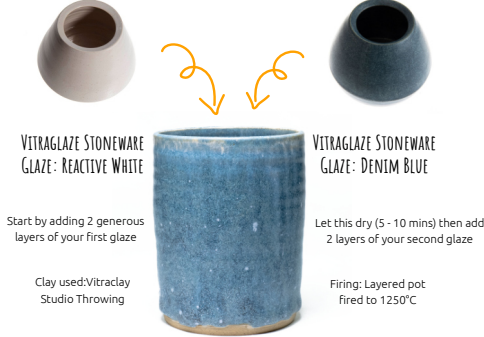 Vitraglaze Stoneware
Glaze: Reactive White
Start by adding 2 generous
layers of your first glaze
Clay used:Vitraclay
Studio Throwing
Vitraglaze Stoneware
Glaze: Denim Blue
Let this dry (5 - 10 mins) then add
2 layers of your second glaze
Firing: Layered pot
fired to 1250°C